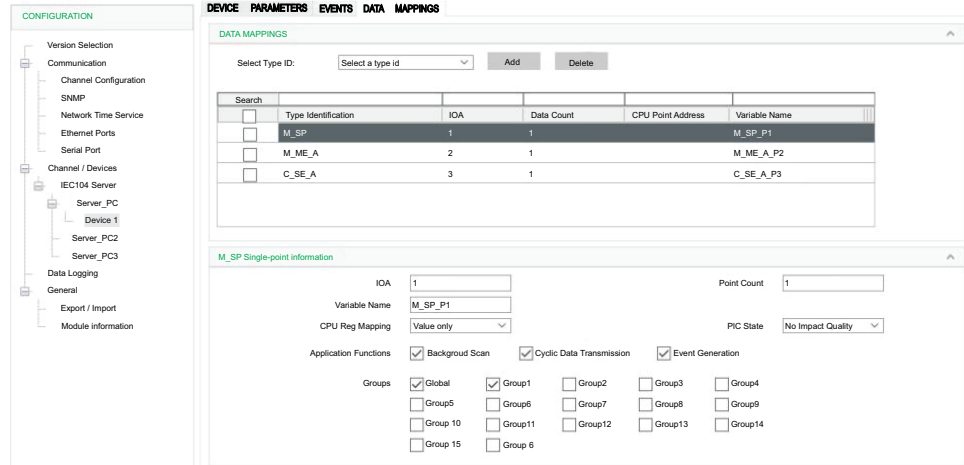 CONFIGURATION
Version Selection
Communication
Channel Configuration
SNMP
Network Time Service
Ethernet Ports
Serial Port
Channel / Devices
IEC104 Server
Server_PC
Device 1
Server_PC2
Server_PC3
Data Logging
General
Export / Import
Module information
DEVICE PARAMETERS EVENTS DATA MAPPINGS
DATA MAPPINGS
Select Type ID: Select a type id Add Delete
Search
Type Identification IOA Data Count CPU Point Address Variable Name
M_SP 1 1 M_SP_P1
M_ME_A 2 1 M_ME_A_P2
C_SE_A 3 1 C_SE_A_P3
M_SP Single-point information
IOA 1 Point Count 1
Variable Name M_SP_P1
CPU Reg Mapping Value only PIC State No Impact Quality
Application Functions Backgroud Scan Cyclic Data Transmission Event Generation
Groups Global Group1 Group2 Group3 Group4
Group5 Group6 Group7 Group8 Group9
Group 10 Group11 Group12 Group13 Group14
Group 15 Group 6